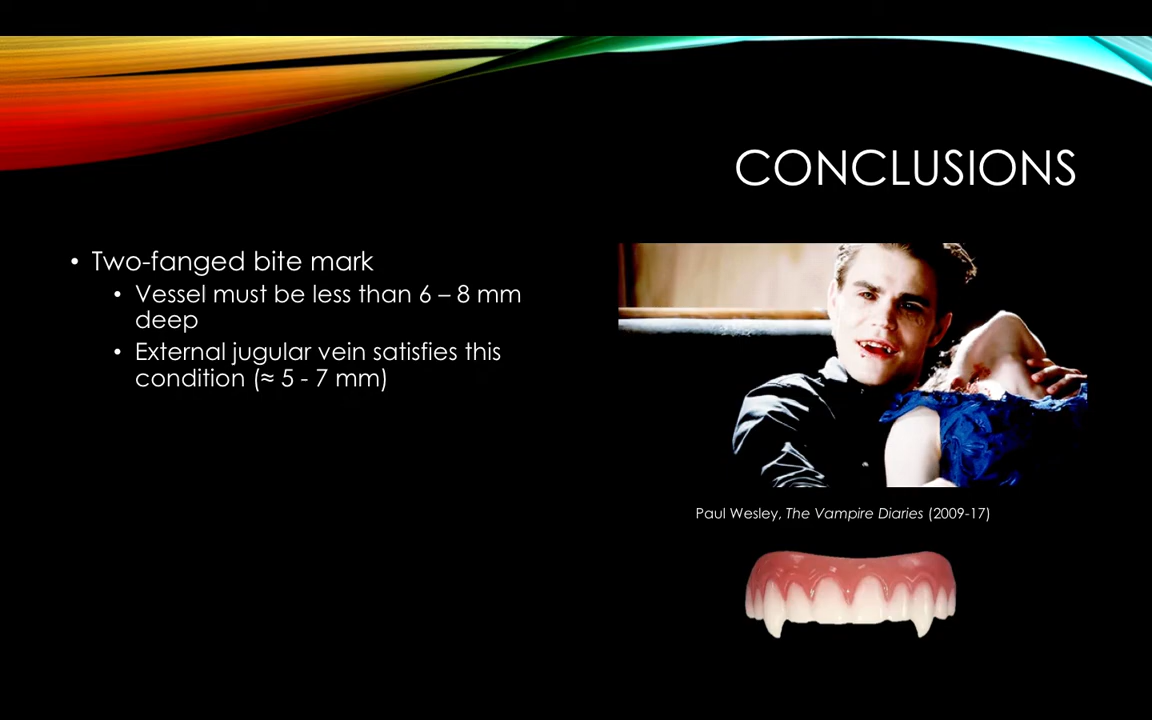 CONCLUSIONS
• Two-fanged bite mark
• Vessel must be less than 6 – 8 mm
deep
• External jugular vein satisfies this
condition (≈ 5 - 7 mm)
Paul Wesley, The Vampire Diaries (2009-17)